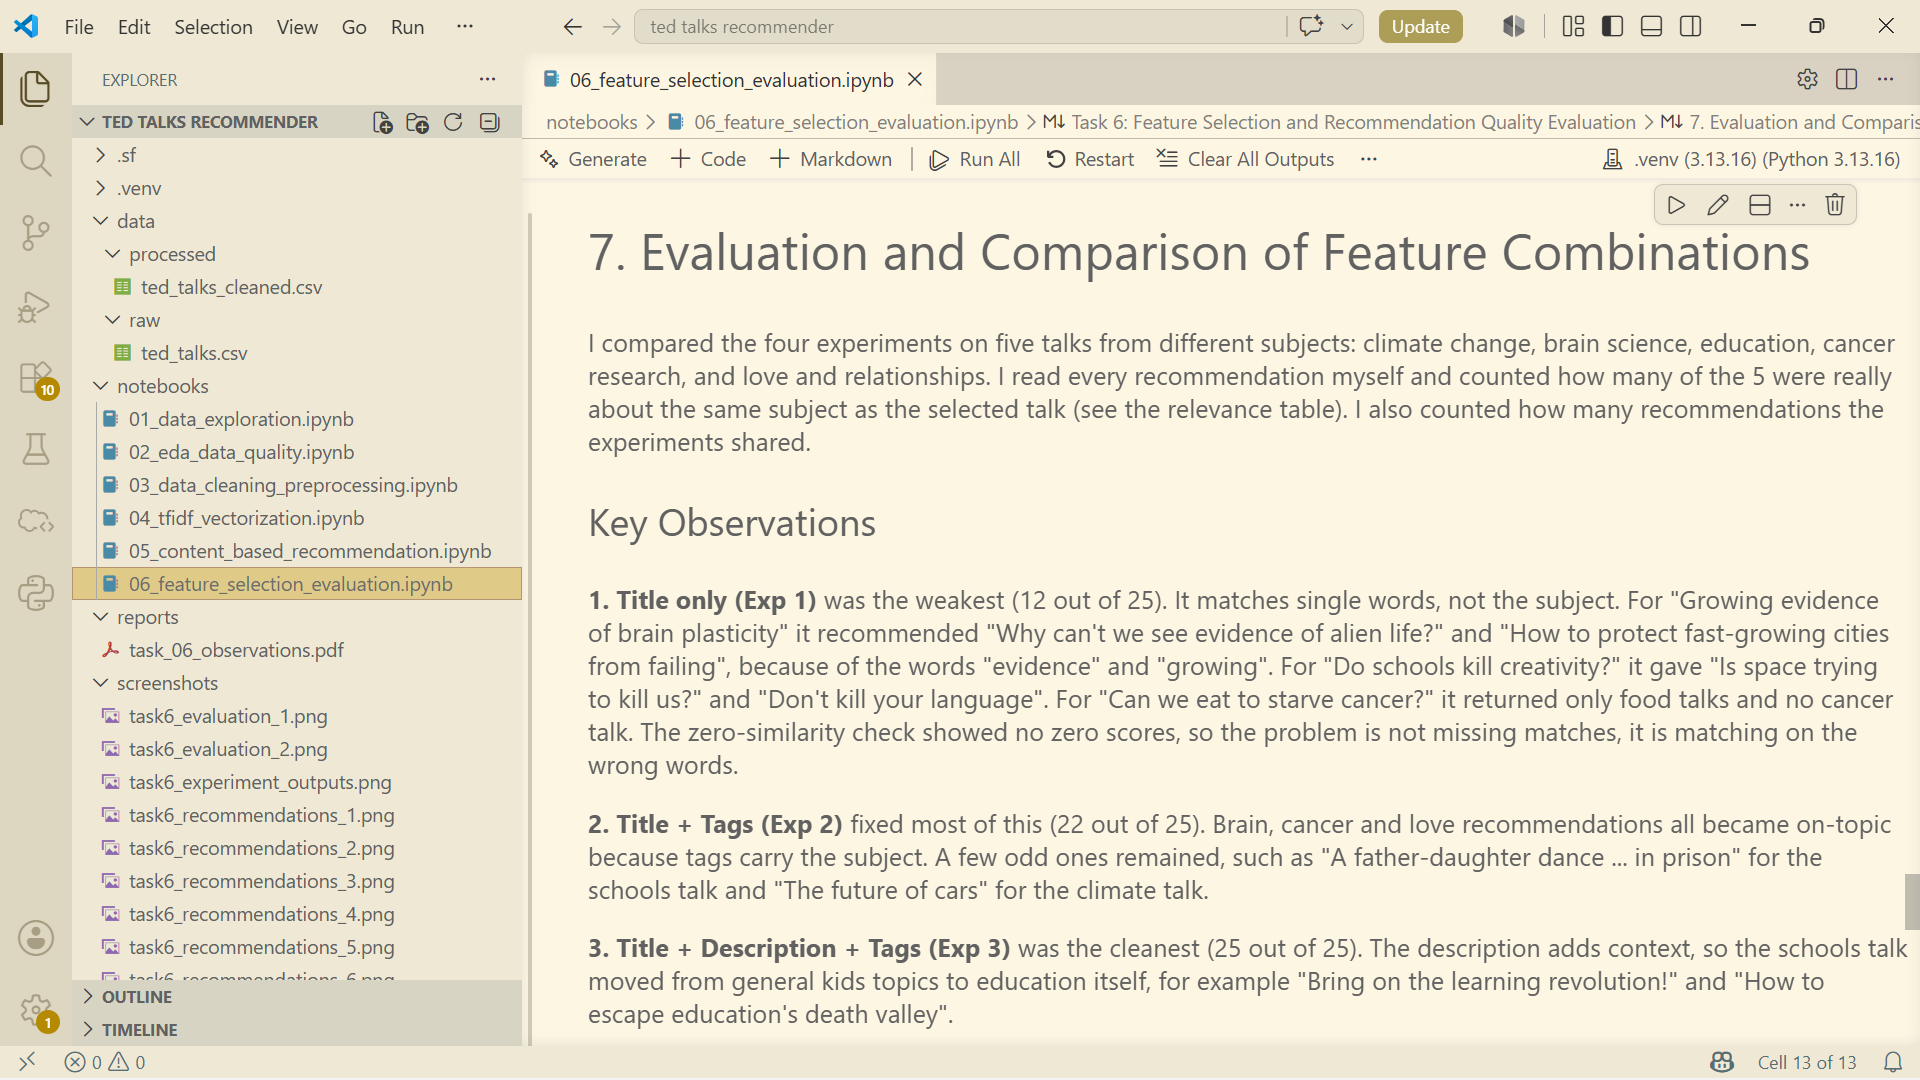 File Edit Selection View Go Run ···
ted talks recommender
Update
EXPLORER
TED TALKS RECOMMENDER
.sf
.venv
data
processed
ted_talks_cleaned.csv
raw
ted_talks.csv
notebooks
01_data_exploration.ipynb
02_eda_data_quality.ipynb
03_data_cleaning_preprocessing.ipynb
04_tfidf_vectorization.ipynb
05_content_based_recommendation.ipynb
06_feature_selection_evaluation.ipynb
reports
task_06_observations.pdf
screenshots
task6_evaluation_1.png
task6_evaluation_2.png
task6_experiment_outputs.png
task6_recommendations_1.png
task6_recommendations_2.png
task6_recommendations_3.png
task6_recommendations_4.png
task6_recommendations_5.png
task6_recommendations_6.png
OUTLINE
TIMELINE
10
1
06_feature_selection_evaluation.ipynb
notebooks > 06_feature_selection_evaluation.ipynb > M↓ Task 6: Feature Selection and Recommendation Quality Evaluation > M↓ 7. Evaluation and Comparis
Generate + Code + Markdown Run All Restart Clear All Outputs ··· .venv (3.13.16) (Python 3.13.16)
7. Evaluation and Comparison of Feature Combinations
I compared the four experiments on five talks from different subjects: climate change, brain science, education, cancer
research, and love and relationships. I read every recommendation myself and counted how many of the 5 were really
about the same subject as the selected talk (see the relevance table). I also counted how many recommendations the
experiments shared.
Key Observations
1. Title only (Exp 1) was the weakest (12 out of 25). It matches single words, not the subject. For "Growing evidence
of brain plasticity" it recommended "Why can't we see evidence of alien life?" and "How to protect fast-growing cities
from failing", because of the words "evidence" and "growing". For "Do schools kill creativity?" it gave "Is space trying
to kill us?" and "Don't kill your language". For "Can we eat to starve cancer?" it returned only food talks and no cancer
talk. The zero-similarity check showed no zero scores, so the problem is not missing matches, it is matching on the
wrong words.
2. Title + Tags (Exp 2) fixed most of this (22 out of 25). Brain, cancer and love recommendations all became on-topic
because tags carry the subject. A few odd ones remained, such as "A father-daughter dance ... in prison" for the
schools talk and "The future of cars" for the climate talk.
3. Title + Description + Tags (Exp 3) was the cleanest (25 out of 25). The description adds context, so the schools talk
moved from general kids topics to education itself, for example "Bring on the learning revolution!" and "How to
escape education's death valley".
0 0
Cell 13 of 13